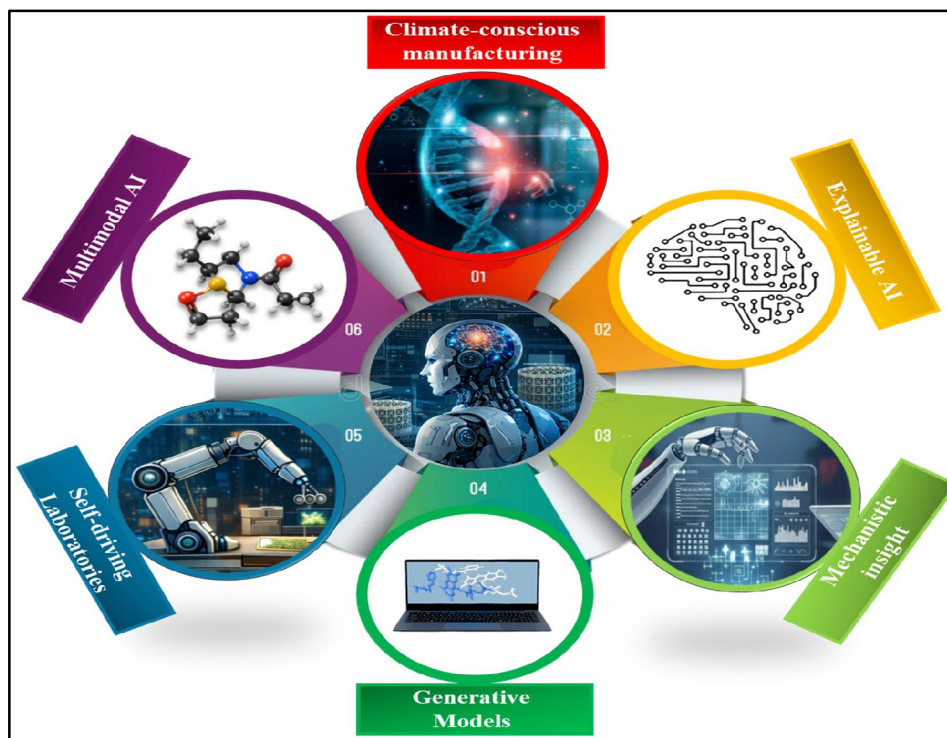 Climate-conscious
manufacturing
01
Explainable AI
02
Mechanistic
insight
03
Generative
Models
04
Self-driving
Laboratories
05
Multimodal AI
06